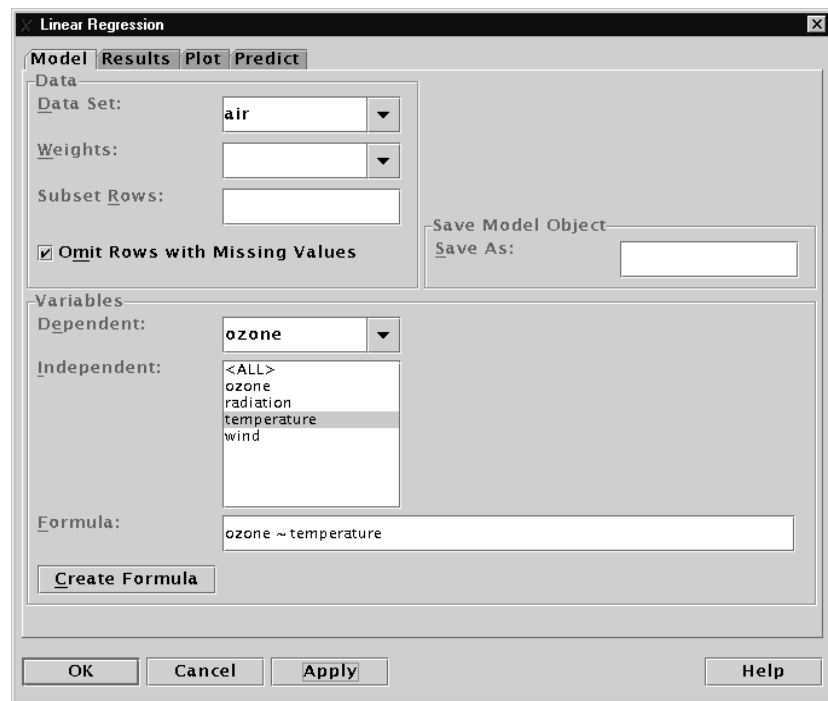 Linear Regression
Model Results Plot Predict
Data
Data Set:
air
Weights:
Subset Rows:
Omit Rows with Missing Values
Save Model Object
Save As:
Variables
Dependent:
ozone
Independent:
<ALL>
ozone
radiation
temperature
wind
Formula:
ozone ~ temperature
Create Formula
OK Cancel Apply Help